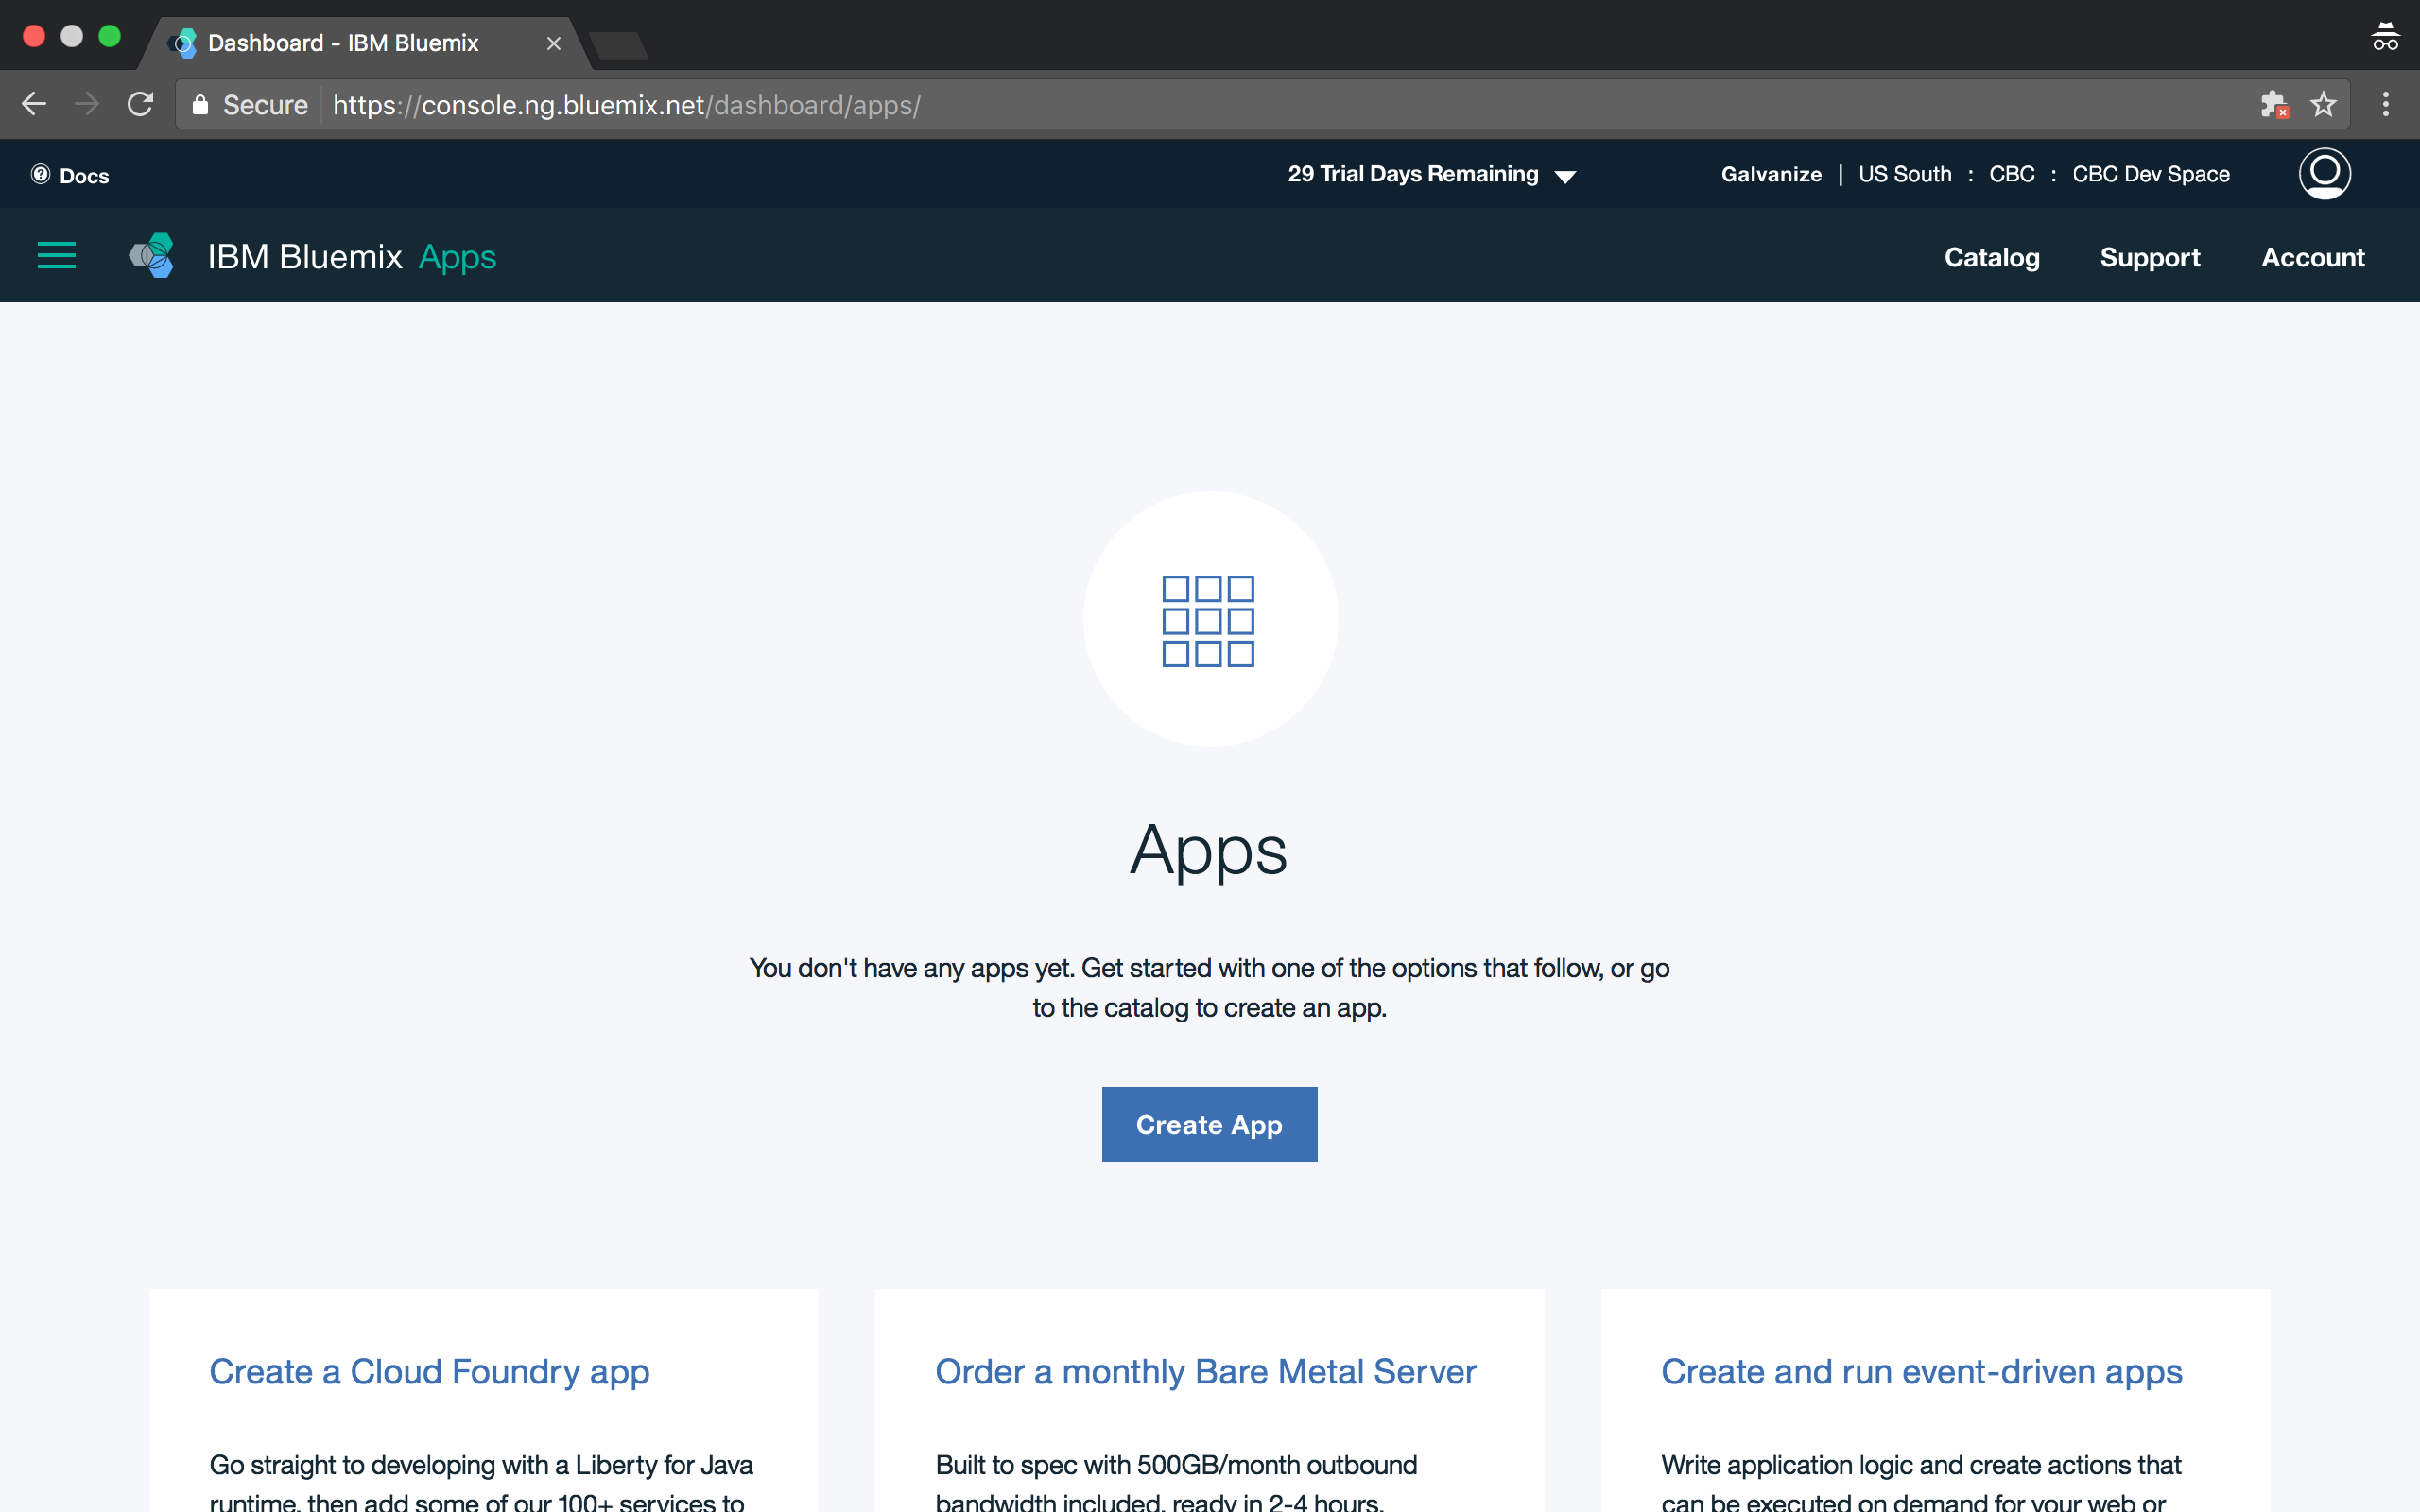 Dashboard - IBM Bluemix
Secure https://console.ng.bluemix.net/dashboard/apps/
Docs
29 Trial Days Remaining
Galvanize | US South : CBC : CBC Dev Space
IBM Bluemix Apps
Catalog
Support
Account
Apps
You don't have any apps yet. Get started with one of the options that follow, or go
to the catalog to create an app.
Create App
Create a Cloud Foundry app
Go straight to developing with a Liberty for Java
runtime, then add some of our 100+ services to
Order a monthly Bare Metal Server
Built to spec with 500GB/month outbound
bandwidth included, ready in 2-4 hours.
Create and run event-driven apps
Write application logic and create actions that
can be executed on demand for your web or